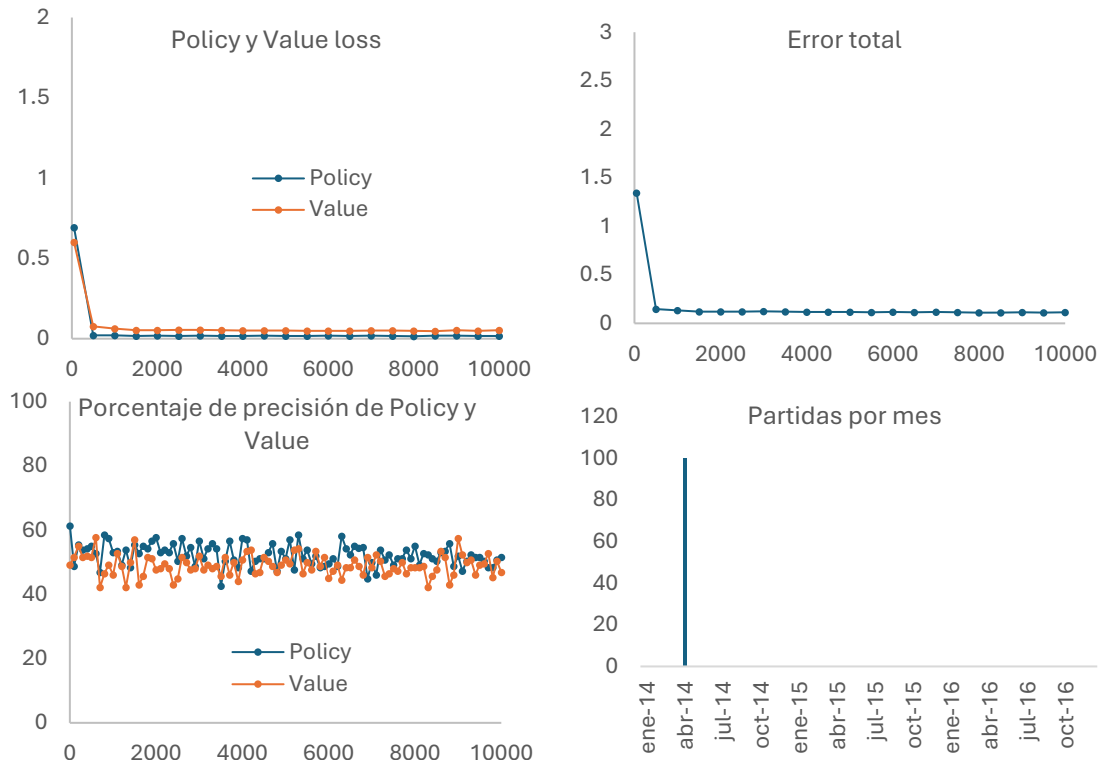 Policy y Value loss
2
1.5
1
0.5
0
Policy
Value
0 2000 4000 6000 8000 10000
Error total
3
2.5
2
1.5
1
0.5
0
0 2000 4000 6000 8000 10000
Porcentaje de precisión de Policy y
Value
100
80
60
40
20
0
Policy
Value
0 2000 4000 6000 8000 10000
Partidas por mes
120
100
80
60
40
20
0
ene-14
abr-14
jul-14
oct-14
ene-15
abr-15
jul-15
oct-15
ene-16
abr-16
jul-16
oct-16